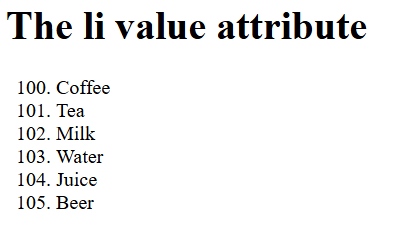 The li value attribute
100. Coffee
101. Tea
102. Milk
103. Water
104. Juice
105. Beer